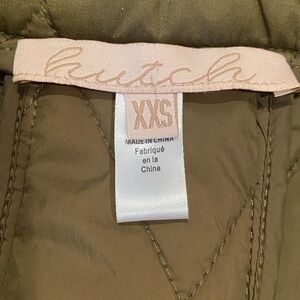 hutch
XXS
MADE IN CHINA
Fabriqué
en la
Chine